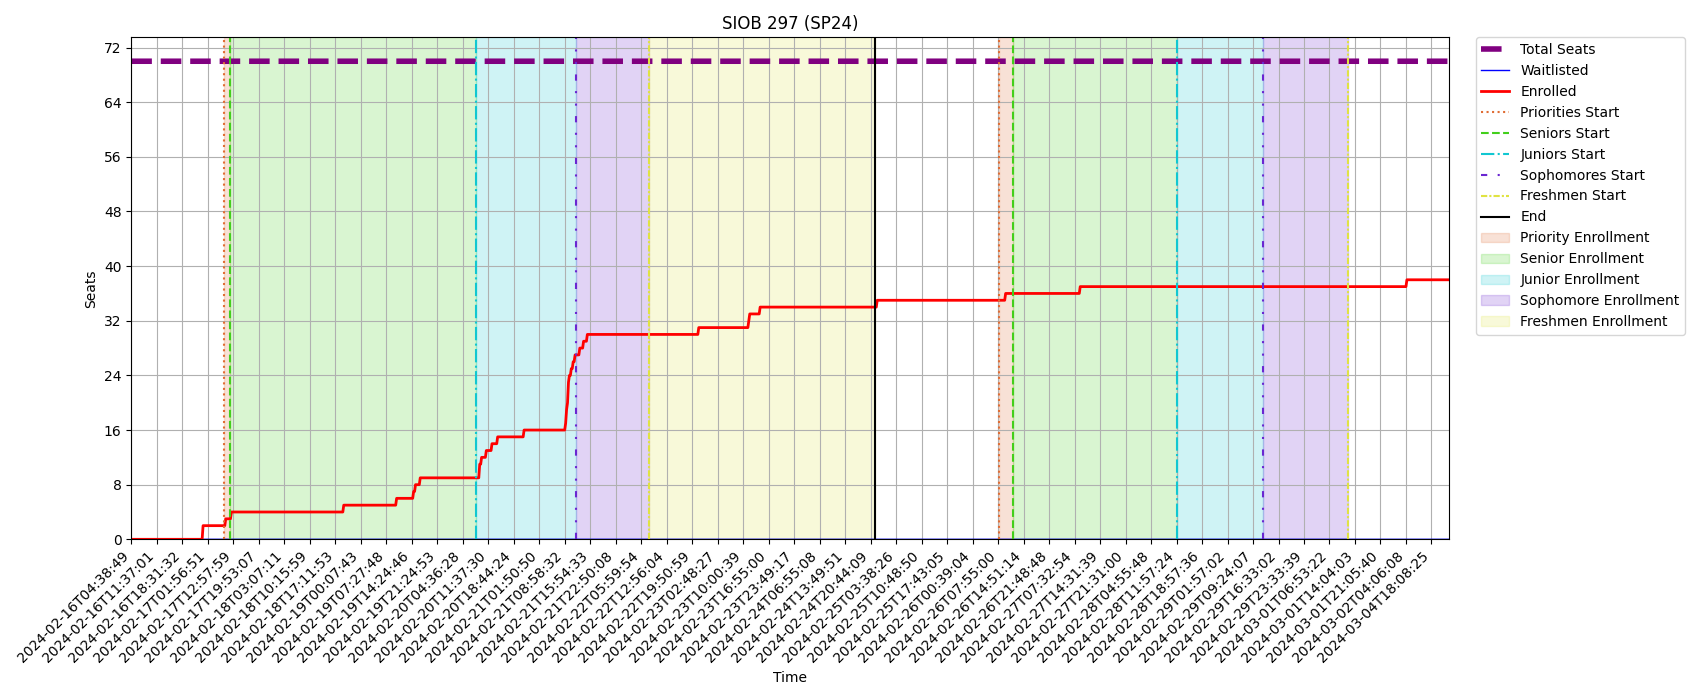 SIOB 297 (SP24)
Seats
72
64
56
48
40
32
24
16
8
0
2024-02-16T04:38:49
2024-02-16T11:37:01
2024-02-16T18:31:32
2024-02-17T01:56:51
2024-02-17T12:57:59
2024-02-17T19:53:07
2024-02-18T03:07:11
2024-02-18T10:15:59
2024-02-18T17:11:53
2024-02-19T00:07:43
2024-02-19T07:27:48
2024-02-19T14:24:46
2024-02-19T21:24:53
2024-02-20T04:36:28
2024-02-20T11:37:30
2024-02-20T18:44:24
2024-02-21T01:50:50
2024-02-21T08:58:32
2024-02-21T15:54:33
2024-02-21T22:50:08
2024-02-22T05:59:54
2024-02-22T12:56:04
2024-02-22T19:50:59
2024-02-23T02:48:27
2024-02-23T10:00:39
2024-02-23T16:55:00
2024-02-23T23:49:17
2024-02-24T06:55:08
2024-02-24T13:49:51
2024-02-24T20:44:09
2024-02-25T03:38:26
2024-02-25T10:48:50
2024-02-25T17:43:05
2024-02-26T00:39:04
2024-02-26T07:55:00
2024-02-26T14:51:14
2024-02-26T21:48:48
2024-02-27T07:32:54
2024-02-27T14:31:39
2024-02-27T21:31:00
2024-02-28T04:55:48
2024-02-28T11:57:24
2024-02-28T18:57:36
2024-02-29T01:57:02
2024-02-29T09:24:07
2024-02-29T16:33:02
2024-02-29T23:33:39
2024-03-01T06:53:22
2024-03-01T14:04:03
2024-03-01T21:05:40
2024-03-02T04:06:08
2024-03-04T18:08:25
Time
Total Seats
Waitlisted
Enrolled
Priorities Start
Seniors Start
Juniors Start
Sophomores Start
Freshmen Start
End
Priority Enrollment
Senior Enrollment
Junior Enrollment
Sophomore Enrollment
Freshmen Enrollment